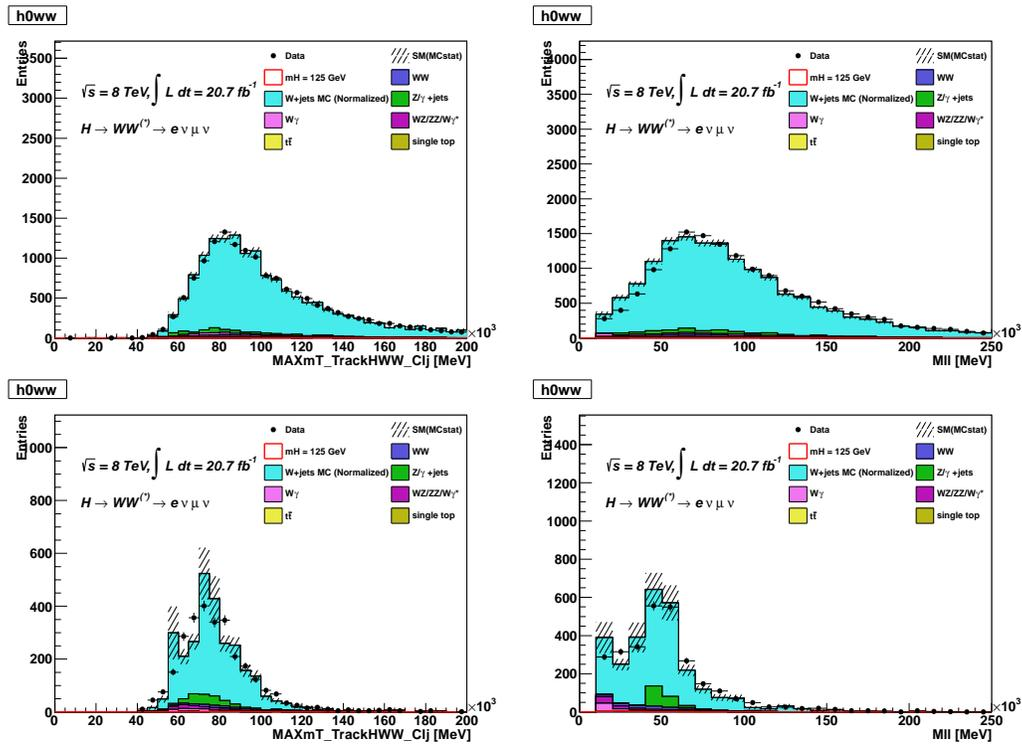 h0ww
Entries
3500
3000
2500
2000
1500
1000
500
0
√s = 8 TeV, ∫ L dt = 20.7 fb⁻¹
H → WW(*) → e ν μ ν
Data
mH = 125 GeV
W+jets MC (Normalized)
Wγ
tt̄
SM(MCstat)
WW
Z/γ +jets
WZ/ZZ/Wγ*
single top
0 20 40 60 80 100 120 140 160 180 200
×10³
MAXmT_TrackHWW_Clj [MeV]
h0ww
Entries
4000
3500
3000
2500
2000
1500
1000
500
0
√s = 8 TeV, ∫ L dt = 20.7 fb⁻¹
H → WW(*) → e ν μ ν
Data
mH = 125 GeV
W+jets MC (Normalized)
Wγ
tt̄
SM(MCstat)
WW
Z/γ +jets
WZ/ZZ/Wγ*
single top
0 50 100 150 200 250
×10³
Mll [MeV]
h0ww
Entries
1000
800
600
400
200
0
√s = 8 TeV, ∫ L dt = 20.7 fb⁻¹
H → WW(*) → e ν μ ν
Data
mH = 125 GeV
W+jets MC (Normalized)
Wγ
tt̄
SM(MCstat)
WW
Z/γ +jets
WZ/ZZ/Wγ*
single top
0 20 40 60 80 100 120 140 160 180 200
×10³
MAXmT_TrackHWW_Clj [MeV]
h0ww
Entries
1400
1200
1000
800
600
400
200
0
√s = 8 TeV, ∫ L dt = 20.7 fb⁻¹
H → WW(*) → e ν μ ν
Data
mH = 125 GeV
W+jets MC (Normalized)
Wγ
tt̄
SM(MCstat)
WW
Z/γ +jets
WZ/ZZ/Wγ*
single top
0 50 100 150 200 250
×10³
Mll [MeV]